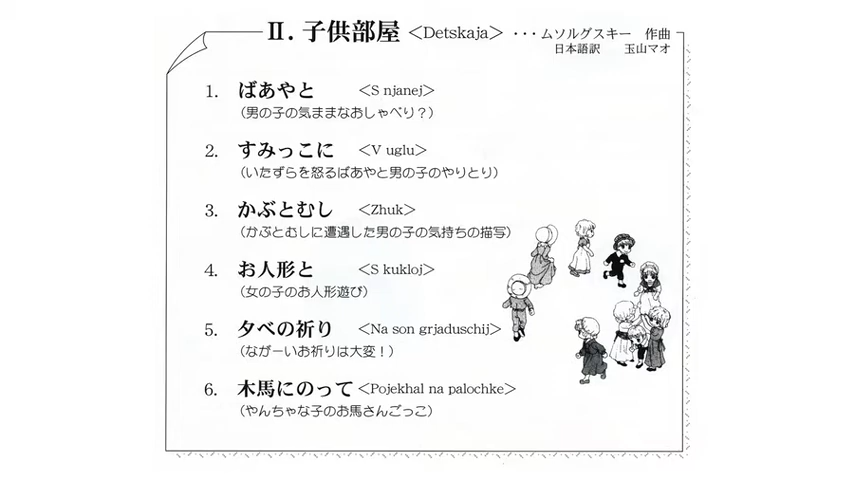 II. 子供部屋 <Detskaja> ・・・ムソルグスキー 作曲
日本語訳 玉山マオ
1. ばあやと <S njanej>
(男の子の気ままなおしゃべり？)
2. すみっこに <V uglu>
(いたずらを怒るばあやと男の子のやりとり)
3. かぶとむし <Zhuk>
(かぶとむしに遭遇した男の子の気持ちの描写)
4. お人形と <S kukloj>
(女の子のお人形遊び)
5. 夕べの祈り <Na son grjaduschij>
(ながーいお祈りは大変！)
6. 木馬にのって <Pojekhal na palochke>
(やんちゃな子のお馬さんごっこ)